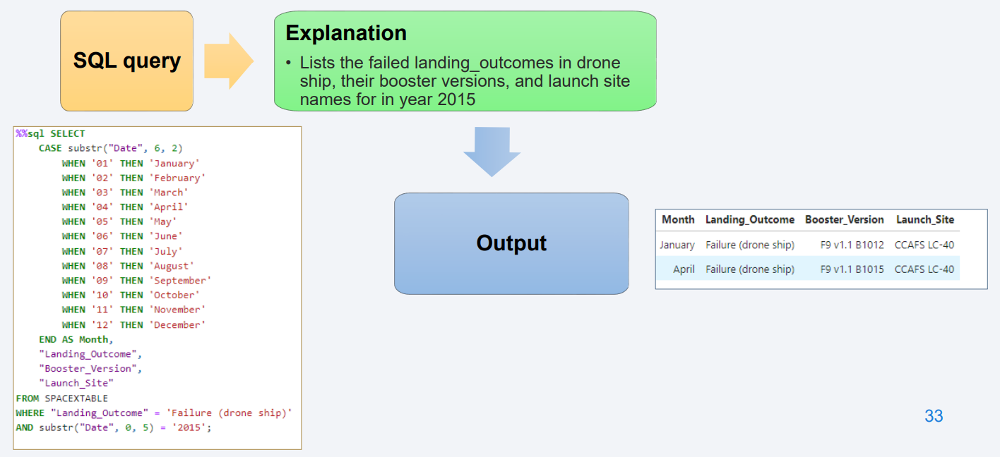 SQL query
Explanation
• Lists the failed landing_outcomes in drone
ship, their booster versions, and launch site
names for in year 2015
%%sql SELECT
CASE substr("Date", 6, 2)
WHEN '01' THEN 'January'
WHEN '02' THEN 'February'
WHEN '03' THEN 'March'
WHEN '04' THEN 'April'
WHEN '05' THEN 'May'
WHEN '06' THEN 'June'
WHEN '07' THEN 'July'
WHEN '08' THEN 'August'
WHEN '09' THEN 'September'
WHEN '10' THEN 'October'
WHEN '11' THEN 'November'
WHEN '12' THEN 'December'
END AS Month,
"Landing_Outcome",
"Booster_Version",
"Launch_Site"
FROM SPACEXTABLE
WHERE "Landing_Outcome" = 'Failure (drone ship)'
AND substr("Date", 0, 5) = '2015';
Output
Month Landing_Outcome Booster_Version Launch_Site
January Failure (drone ship) F9 v1.1 B1012 CCAFS LC-40
April Failure (drone ship) F9 v1.1 B1015 CCAFS LC-40
33